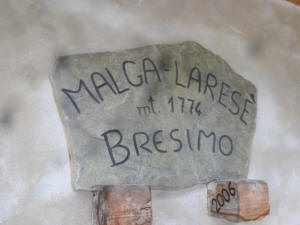 MALGA-LARESÈ
mt. 1774
BRESIMO
2006